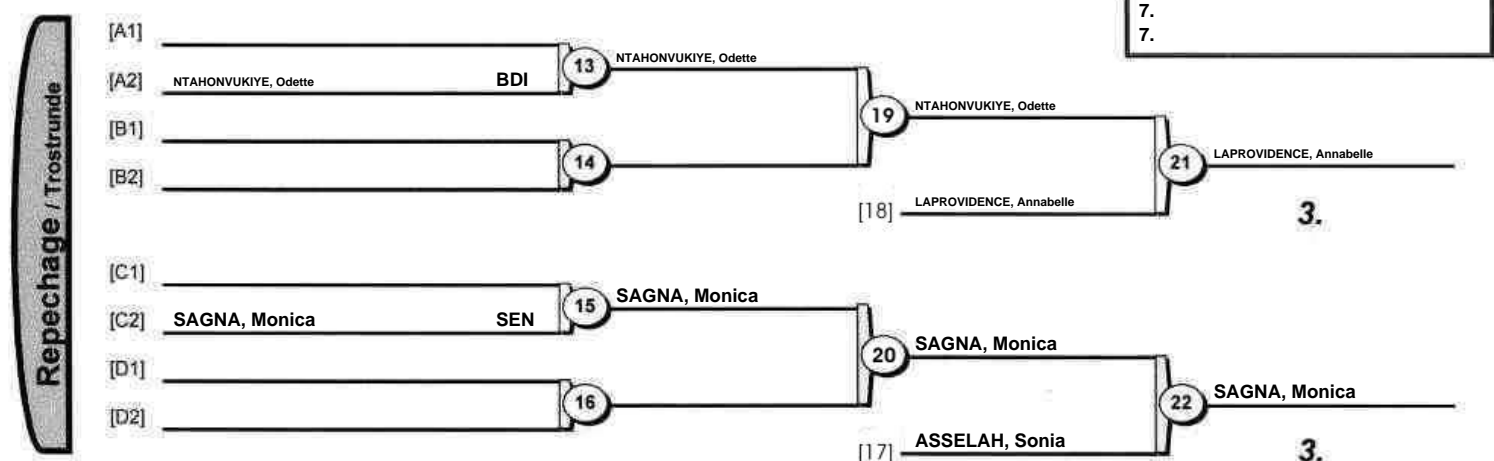 7.
7.
Repechage / Trostrunde
[A1]
[A2] NTAHONVUKIYE, Odette BDI
13 NTAHONVUKIYE, Odette
[B1]
[B2]
14
19 NTAHONVUKIYE, Odette
[18] LAPROVIDENCE, Annabelle
21 LAPROVIDENCE, Annabelle
3.
[C1]
[C2] SAGNA, Monica SEN
15 SAGNA, Monica
[D1]
[D2]
16
20 SAGNA, Monica
[17] ASSELAH, Sonia
22 SAGNA, Monica
3.